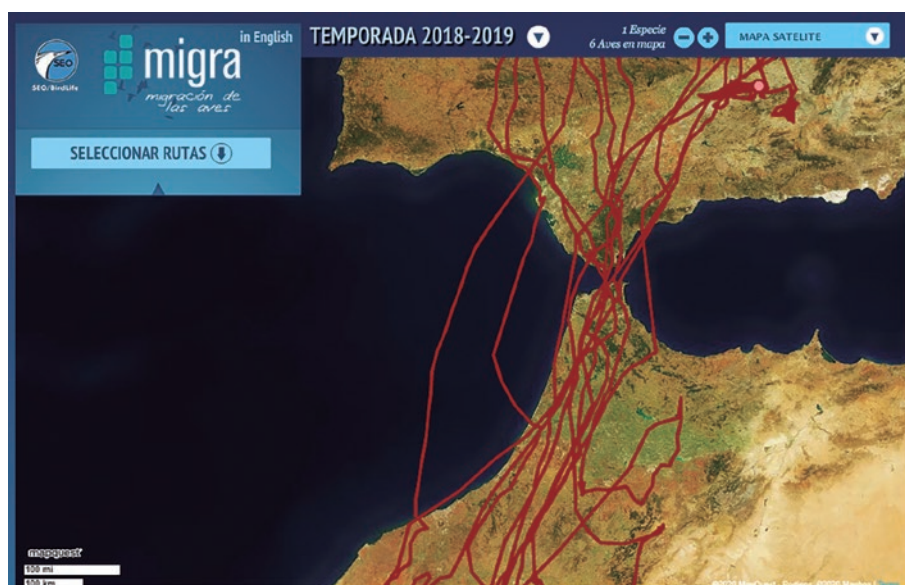 in English
SEO
SEO/BirdLife
migra
migración de
las aves
SELECCIONAR RUTAS
TEMPORADA 2018-2019
1 Especie
6 Aves en mapa
MAPA SATELITE
mapquest
100 mi
100 km